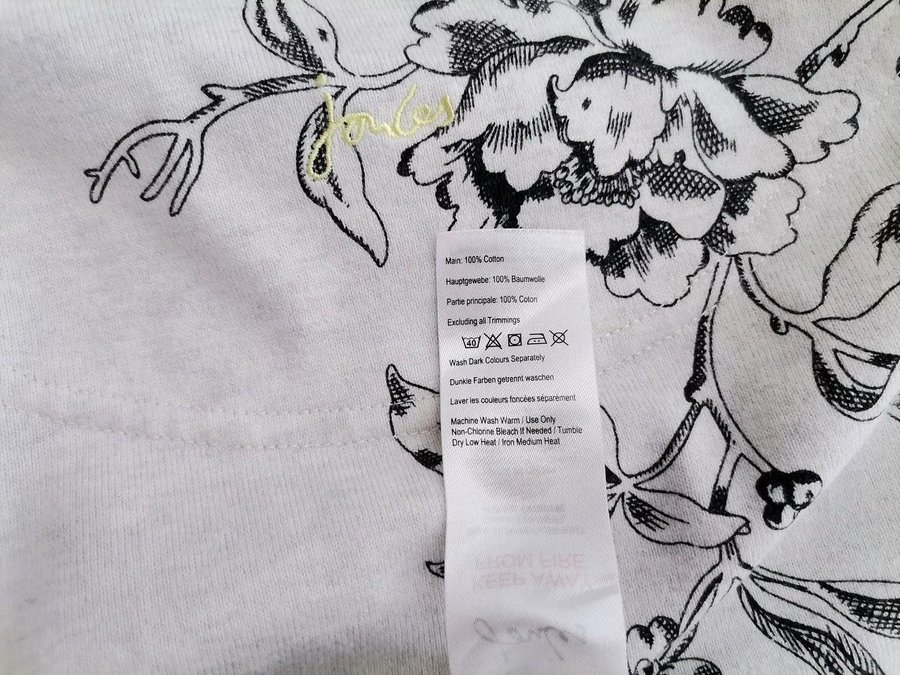 Joules
Main: 100% Cotton
Hauptgewebe: 100% Baumwolle
Partie principale: 100% Coton
Excluding all Trimmings
40
Wash Dark Colours Separately
Dunkle Farben getrennt waschen
Laver les couleurs foncées séparement
Machine Wash Warm / Use Only
Non-Chlorine Bleach If Needed / Tumble
Dry Low Heat / Iron Medium Heat
KEEP AWAY
FROM FIRE